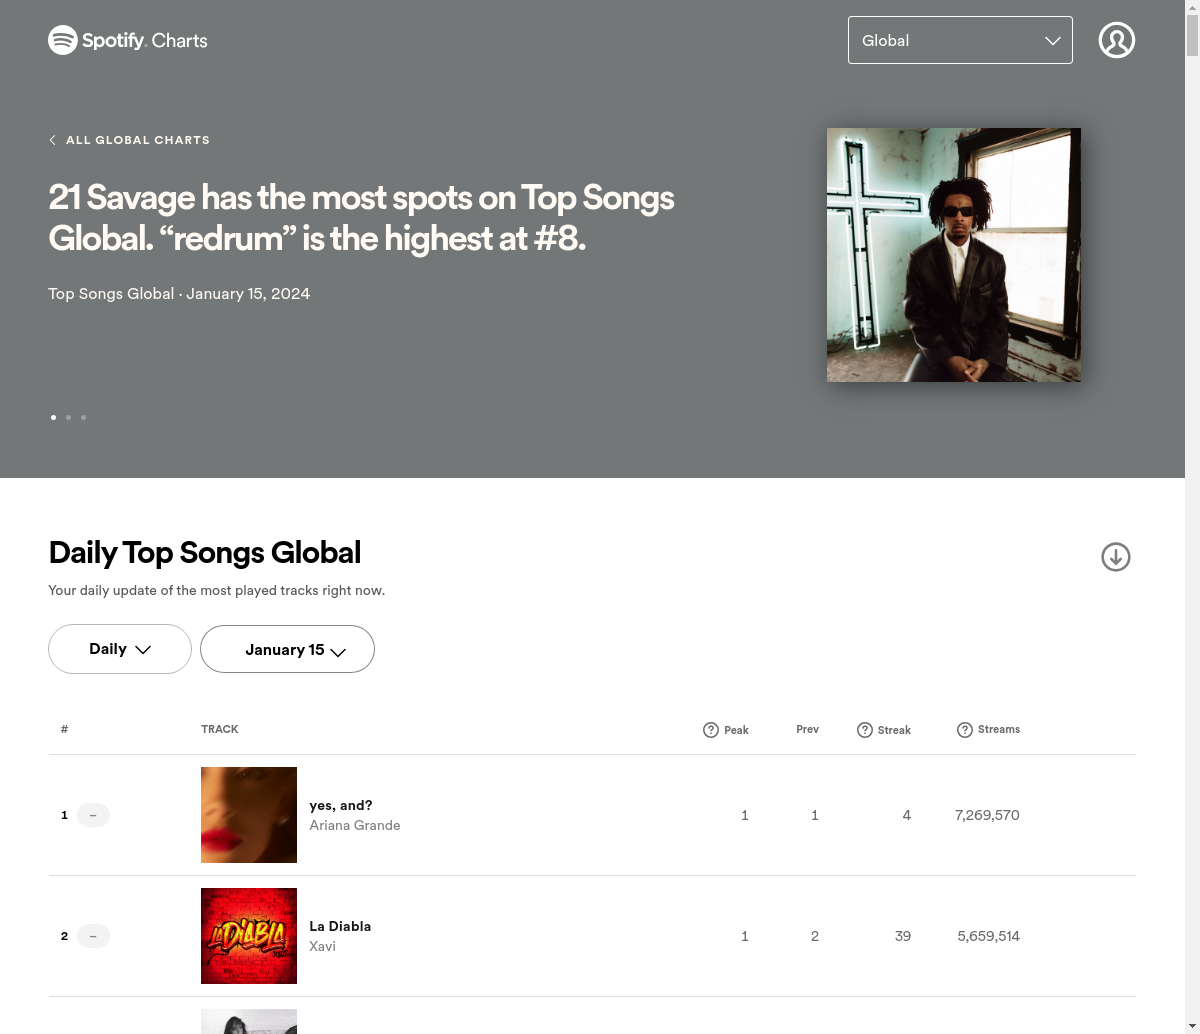 Spotify Charts
Global
ALL GLOBAL CHARTS
21 Savage has the most spots on Top Songs
Global. “redrum” is the highest at #8.
Top Songs Global · January 15, 2024
Daily Top Songs Global
Your daily update of the most played tracks right now.
Daily
January 15
# TRACK ? Peak Prev ? Streak ? Streams
1 – yes, and? 1 1 4 7,269,570
Ariana Grande
LA DIABLA
XAVI
2 – La Diabla 1 2 39 5,659,514
Xavi